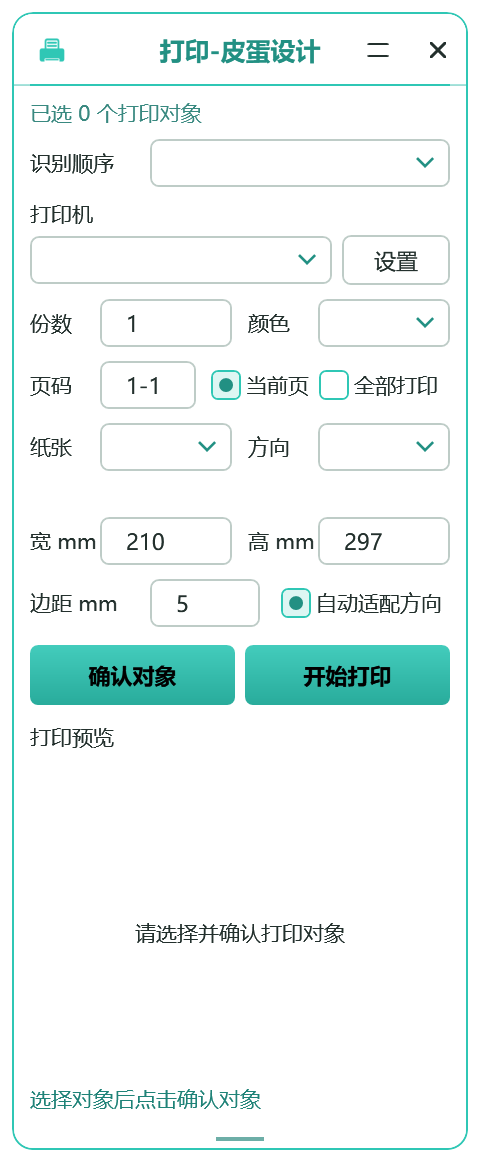 打印-皮蛋设计
已选 0 个打印对象
识别顺序
打印机
设置
份数 1 颜色
页码 1-1 当前页 全部打印
纸张 方向
宽 mm 210 高 mm 297
边距 mm 5 自动适配方向
确认对象 开始打印
打印预览
请选择并确认打印对象
选择对象后点击确认对象